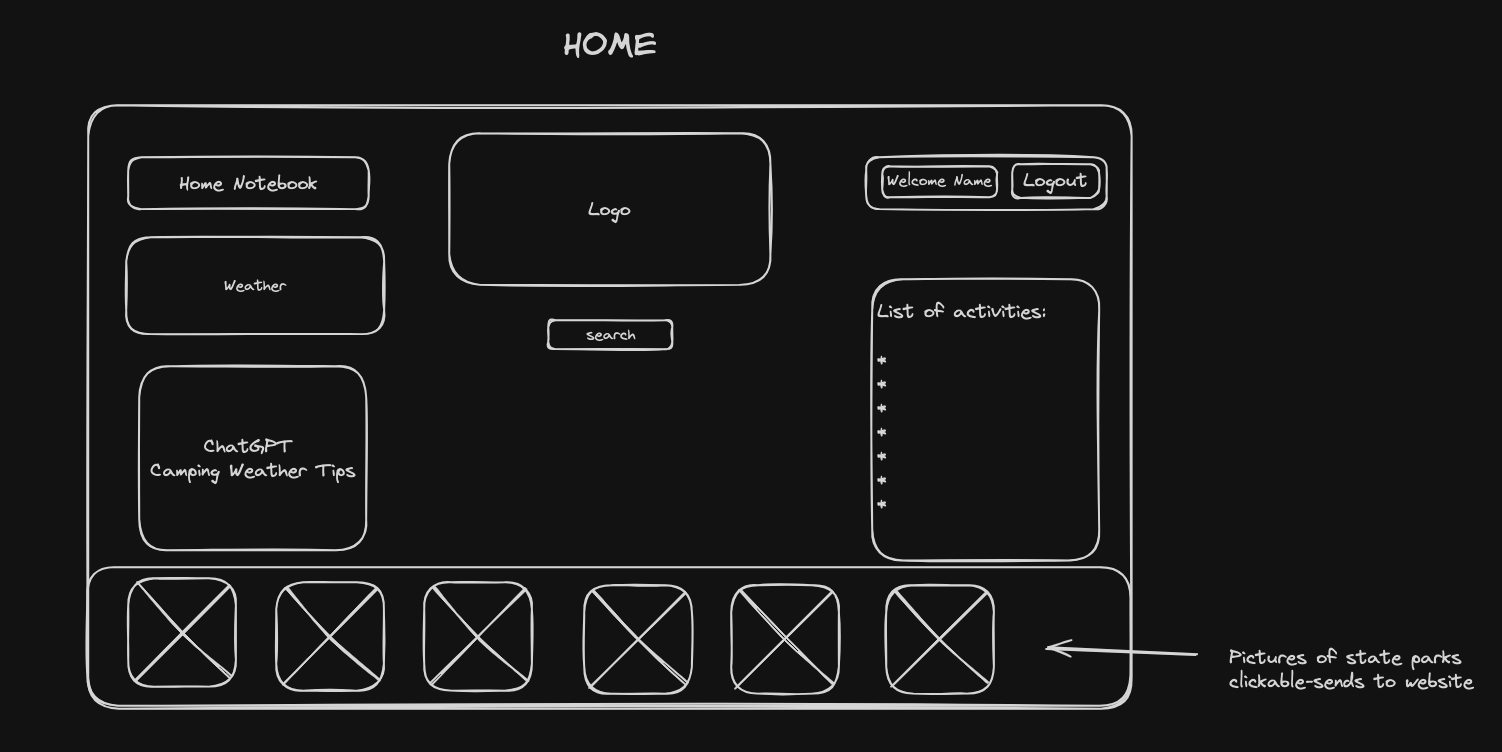 HOME
Home Notebook
Logo
Welcome Name
Logout
Weather
search
List of activities:
*
*
*
*
*
*
*
ChatGPT
Camping Weather Tips
Pictures of state parks
clickable-sends to website